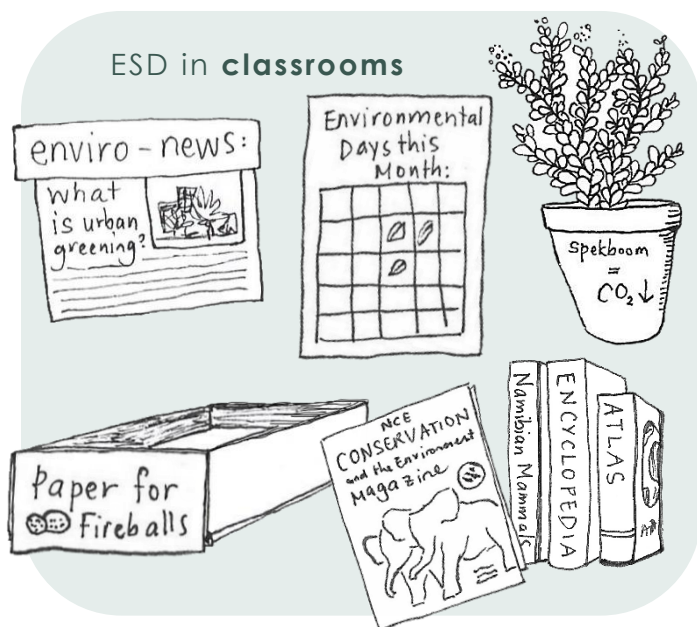 ESD in classrooms
enviro-news:
What
is urban
greening?
Environmental
Days this
Month:
Spekboom
=
CO₂↓
Paper for
Fireballs
NCE
CONSERVATION
and the Environment
Magazine
Namibian Mammals
ENCYCLOPEDIA
ATLAS